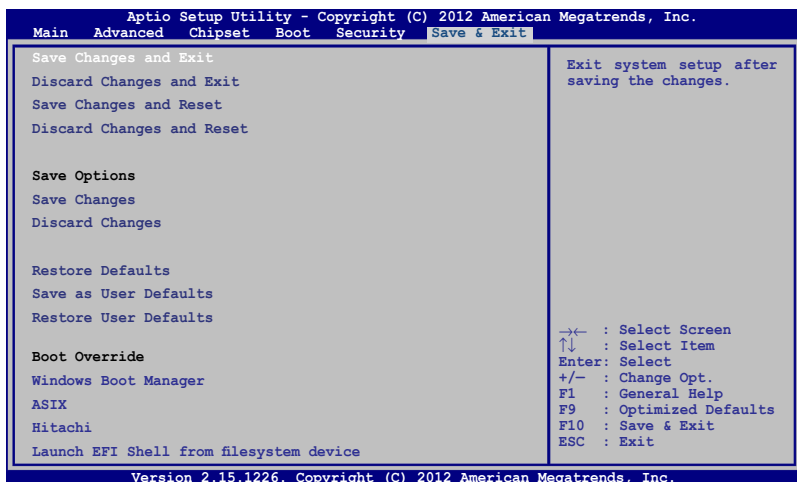 Aptio Setup Utility - Copyright (C) 2012 American Megatrends, Inc.
Main Advanced Chipset Boot Security Save & Exit
Save Changes and Exit
Discard Changes and Exit
Save Changes and Reset
Discard Changes and Reset
Save Options
Save Changes
Discard Changes
Restore Defaults
Save as User Defaults
Restore User Defaults
Boot Override
Windows Boot Manager
ASIX
Hitachi
Launch EFI Shell from filesystem device
Exit system setup after
saving the changes.
→← : Select Screen
↑↓ : Select Item
Enter: Select
+/— : Change Opt.
F1 : General Help
F9 : Optimized Defaults
F10 : Save & Exit
ESC : Exit
Version 2.15.1226. Copyright (C) 2012 American Megatrends, Inc.